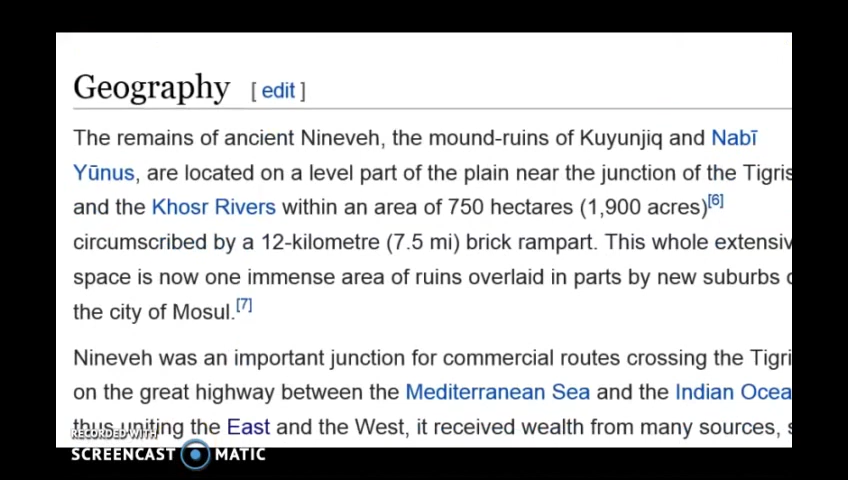 Geography [ edit ]
The remains of ancient Nineveh, the mound-ruins of Kuyunjiq and Nabī
Yūnus, are located on a level part of the plain near the junction of the Tigris
and the Khosr Rivers within an area of 750 hectares (1,900 acres)[6]
circumscribed by a 12-kilometre (7.5 mi) brick rampart. This whole extensiv
space is now one immense area of ruins overlaid in parts by new suburbs
the city of Mosul.[7]
Nineveh was an important junction for commercial routes crossing the Tigri
on the great highway between the Mediterranean Sea and the Indian Ocea
thus uniting the East and the West, it received wealth from many sources,
RECORDED WITH
SCREENCAST MATIC